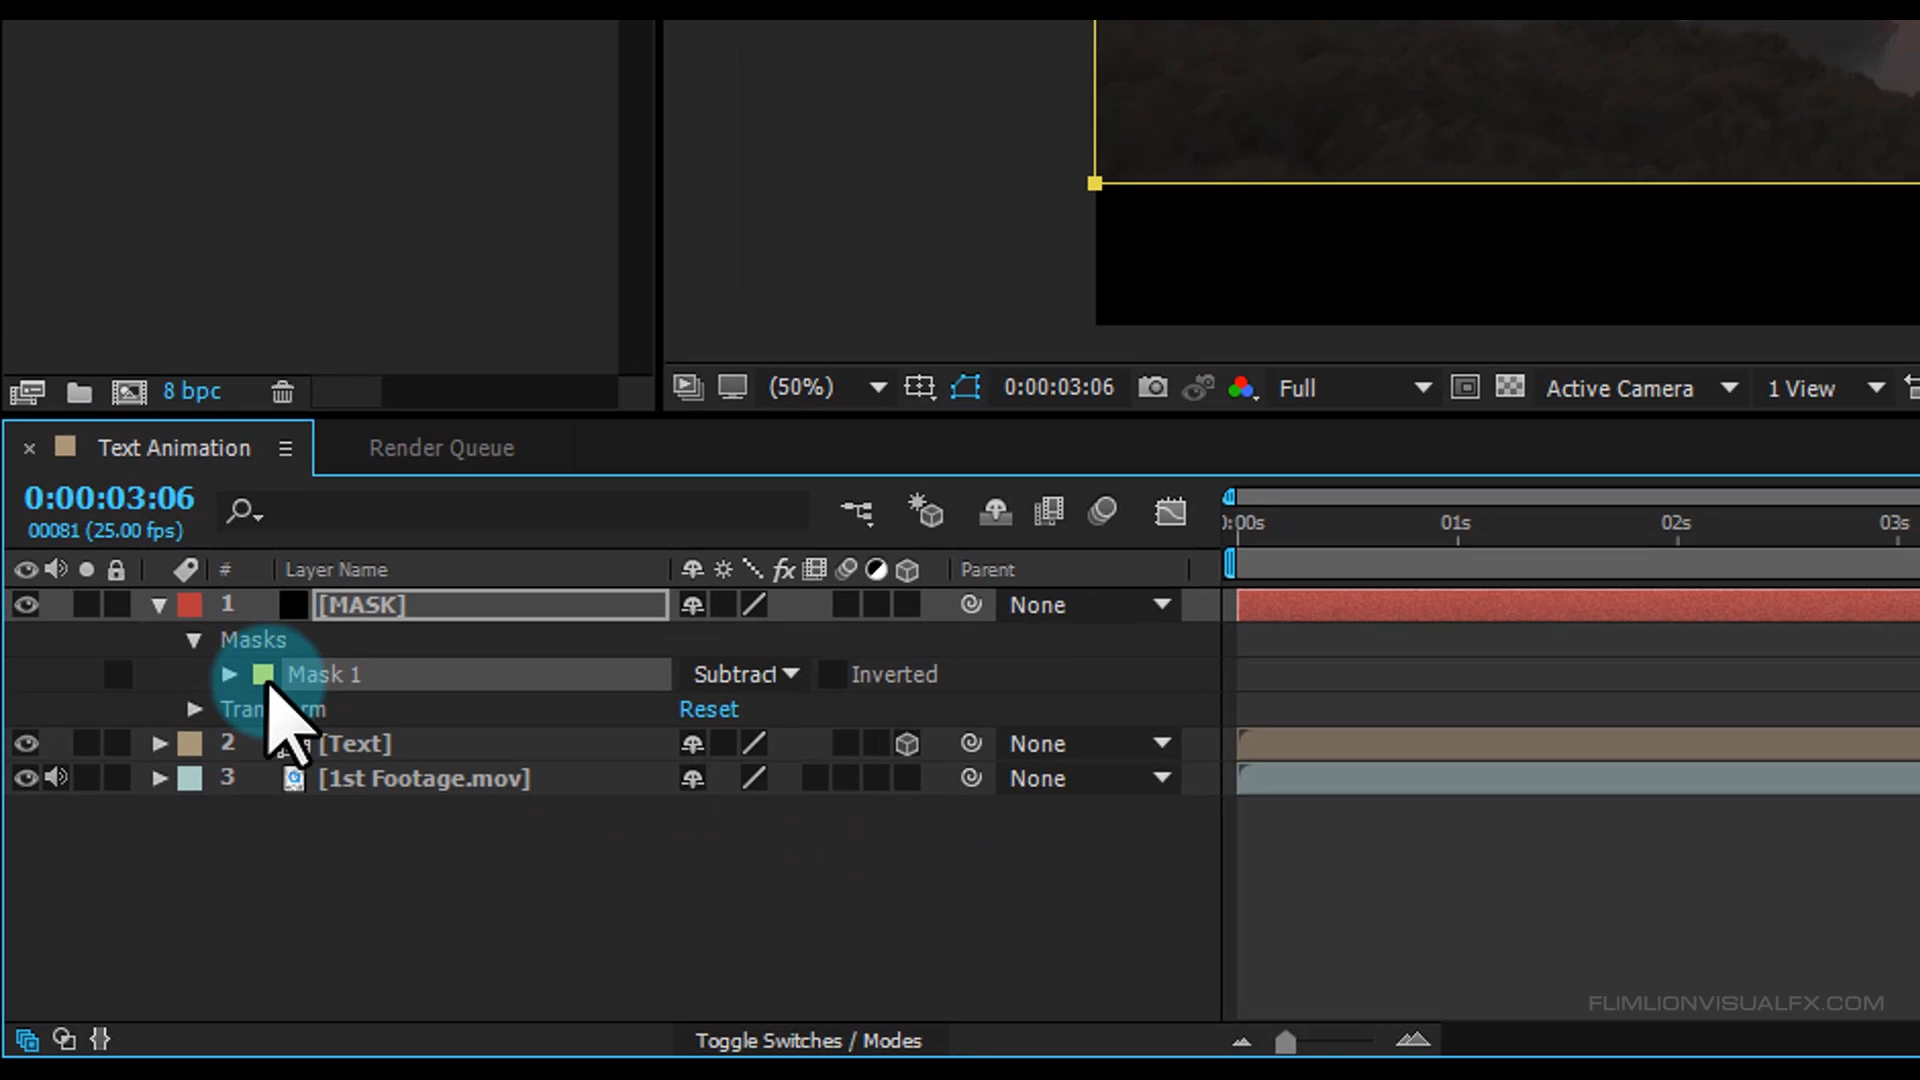 8 bpc
(50%) 0:00:03:06 Full Active Camera 1 View
Text Animation Render Queue
0:00:03:06
00081 (25.00 fps)
:00s 01s 02s 03s
# Layer Name fx Parent
1 [MASK] None
Masks
Mask 1 Subtract Inverted
Reset
2 [Text] None
3 [1st Footage.mov] None
FLIMLIONVISUALFX.COM
Toggle Switches / Modes